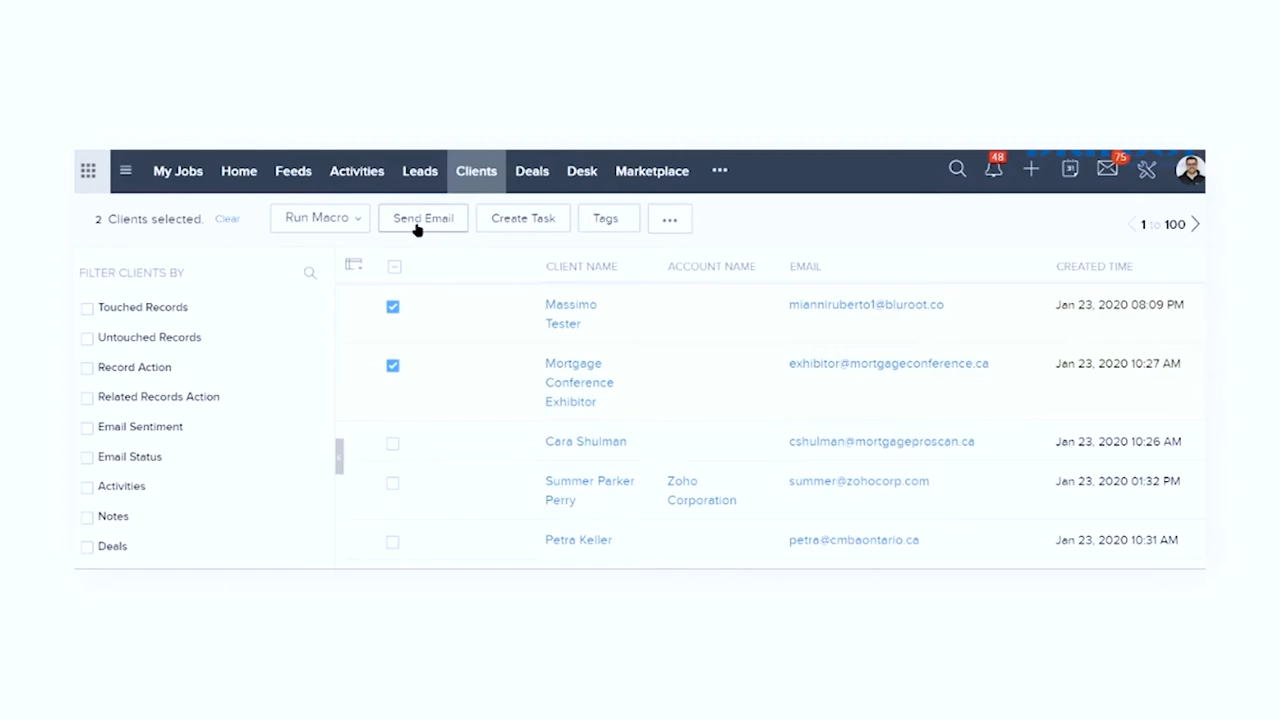 My Jobs Home Feeds Activities Leads Clients Deals Desk Marketplace ••• 48 31 75
2 Clients selected. Clear Run Macro Send Email Create Task Tags ••• 1 to 100
FILTER CLIENTS BY
Touched Records
Untouched Records
Record Action
Related Records Action
Email Sentiment
Email Status
Activities
Notes
Deals
CLIENT NAME ACCOUNT NAME EMAIL CREATED TIME
Massimo mianniruberto1@bluroot.co Jan 23, 2020 08:09 PM
Tester
Mortgage exhibitor@mortgageconference.ca Jan 23, 2020 10:27 AM
Conference
Exhibitor
Cara Shulman cshulman@mortgageproscan.ca Jan 23, 2020 10:26 AM
Summer Parker Zoho summer@zohocorp.com Jan 23, 2020 01:32 PM
Perry Corporation
Petra Keller petra@cmbaontario.ca Jan 23, 2020 10:31 AM